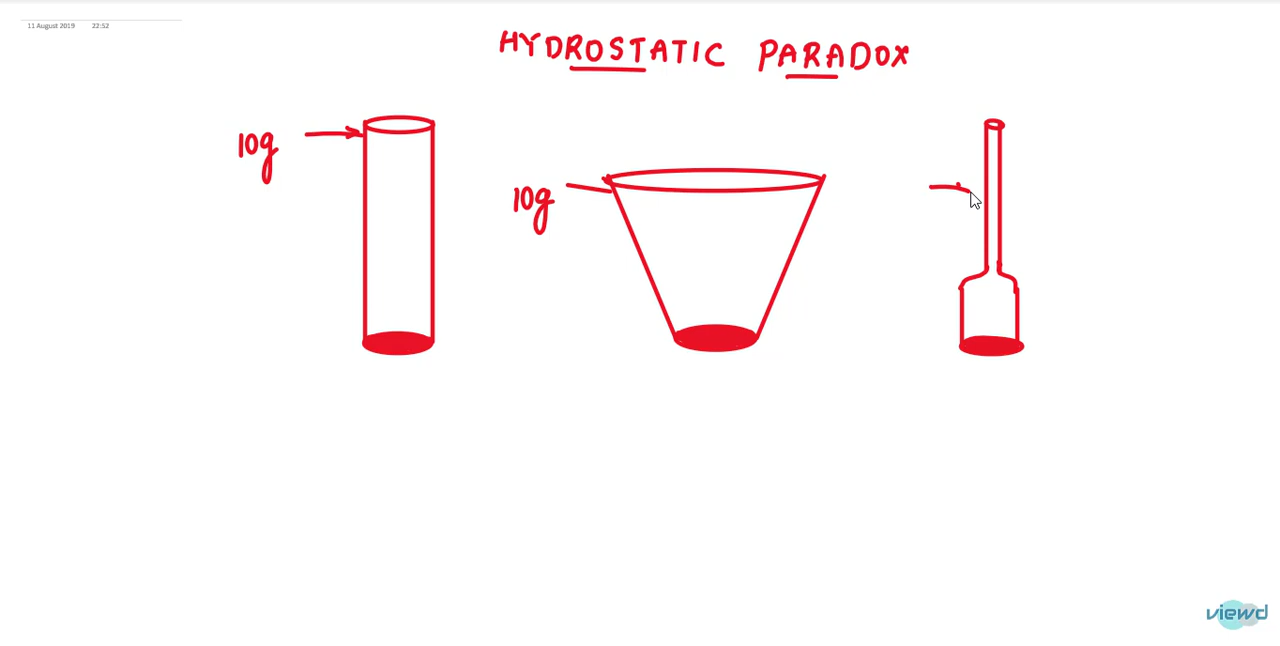 11 August 2019 22:52
HYDROSTATIC PARADOX
10g
10g
viewd